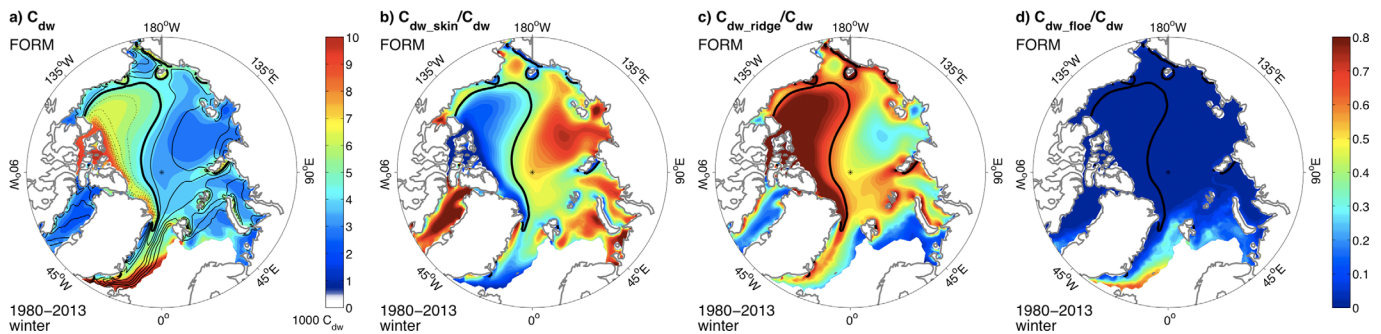 a) C_dw
FORM
180°W
135°W
135°E
90°W
90°E
45°W
45°E
0°
1980–2013
winter
10
9
8
7
6
5
4
3
2
1
0
1000 C_dw
b) C_dw_skin/C_dw
FORM
180°W
135°W
135°E
90°W
90°E
45°W
45°E
0°
1980–2013
winter
c) C_dw_ridge/C_dw
FORM
180°W
135°W
135°E
90°W
90°E
45°W
45°E
0°
1980–2013
winter
d) C_dw_floe/C_dw
FORM
180°W
135°W
135°E
90°W
90°E
45°W
45°E
0°
1980–2013
winter
0.8
0.7
0.6
0.5
0.4
0.3
0.2
0.1
0